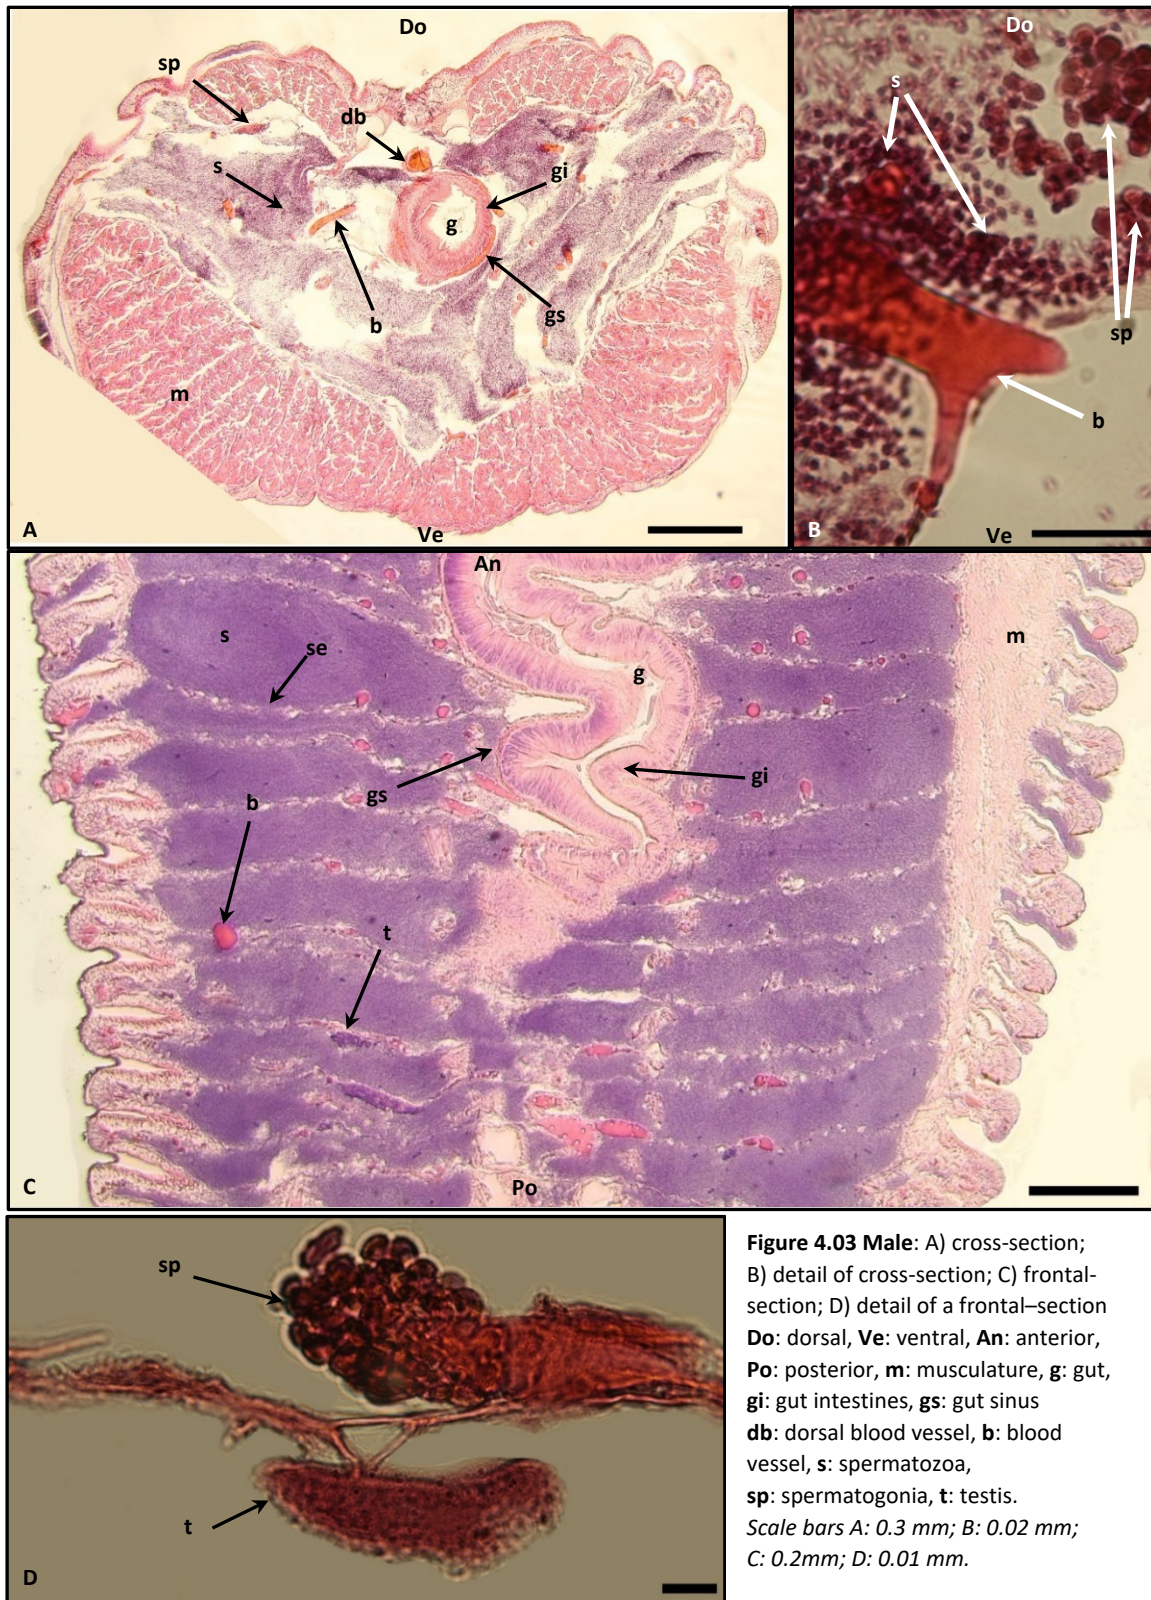 Do
sp
db
s
gi
g
b
gs
m
A
Ve
Do
s
sp
b
B
Ve
An
s
se
g
m
gs
gi
b
t
C
Po
sp
t
D
Figure 4.03 Male: A) cross-section;
B) detail of cross-section; C) frontal-
section; D) detail of a frontal–section
Do: dorsal, Ve: ventral, An: anterior,
Po: posterior, m: musculature, g: gut,
gi: gut intestines, gs: gut sinus
db: dorsal blood vessel, b: blood
vessel, s: spermatozoa,
sp: spermatogonia, t: testis.
Scale bars A: 0.3 mm; B: 0.02 mm;
C: 0.2mm; D: 0.01 mm.